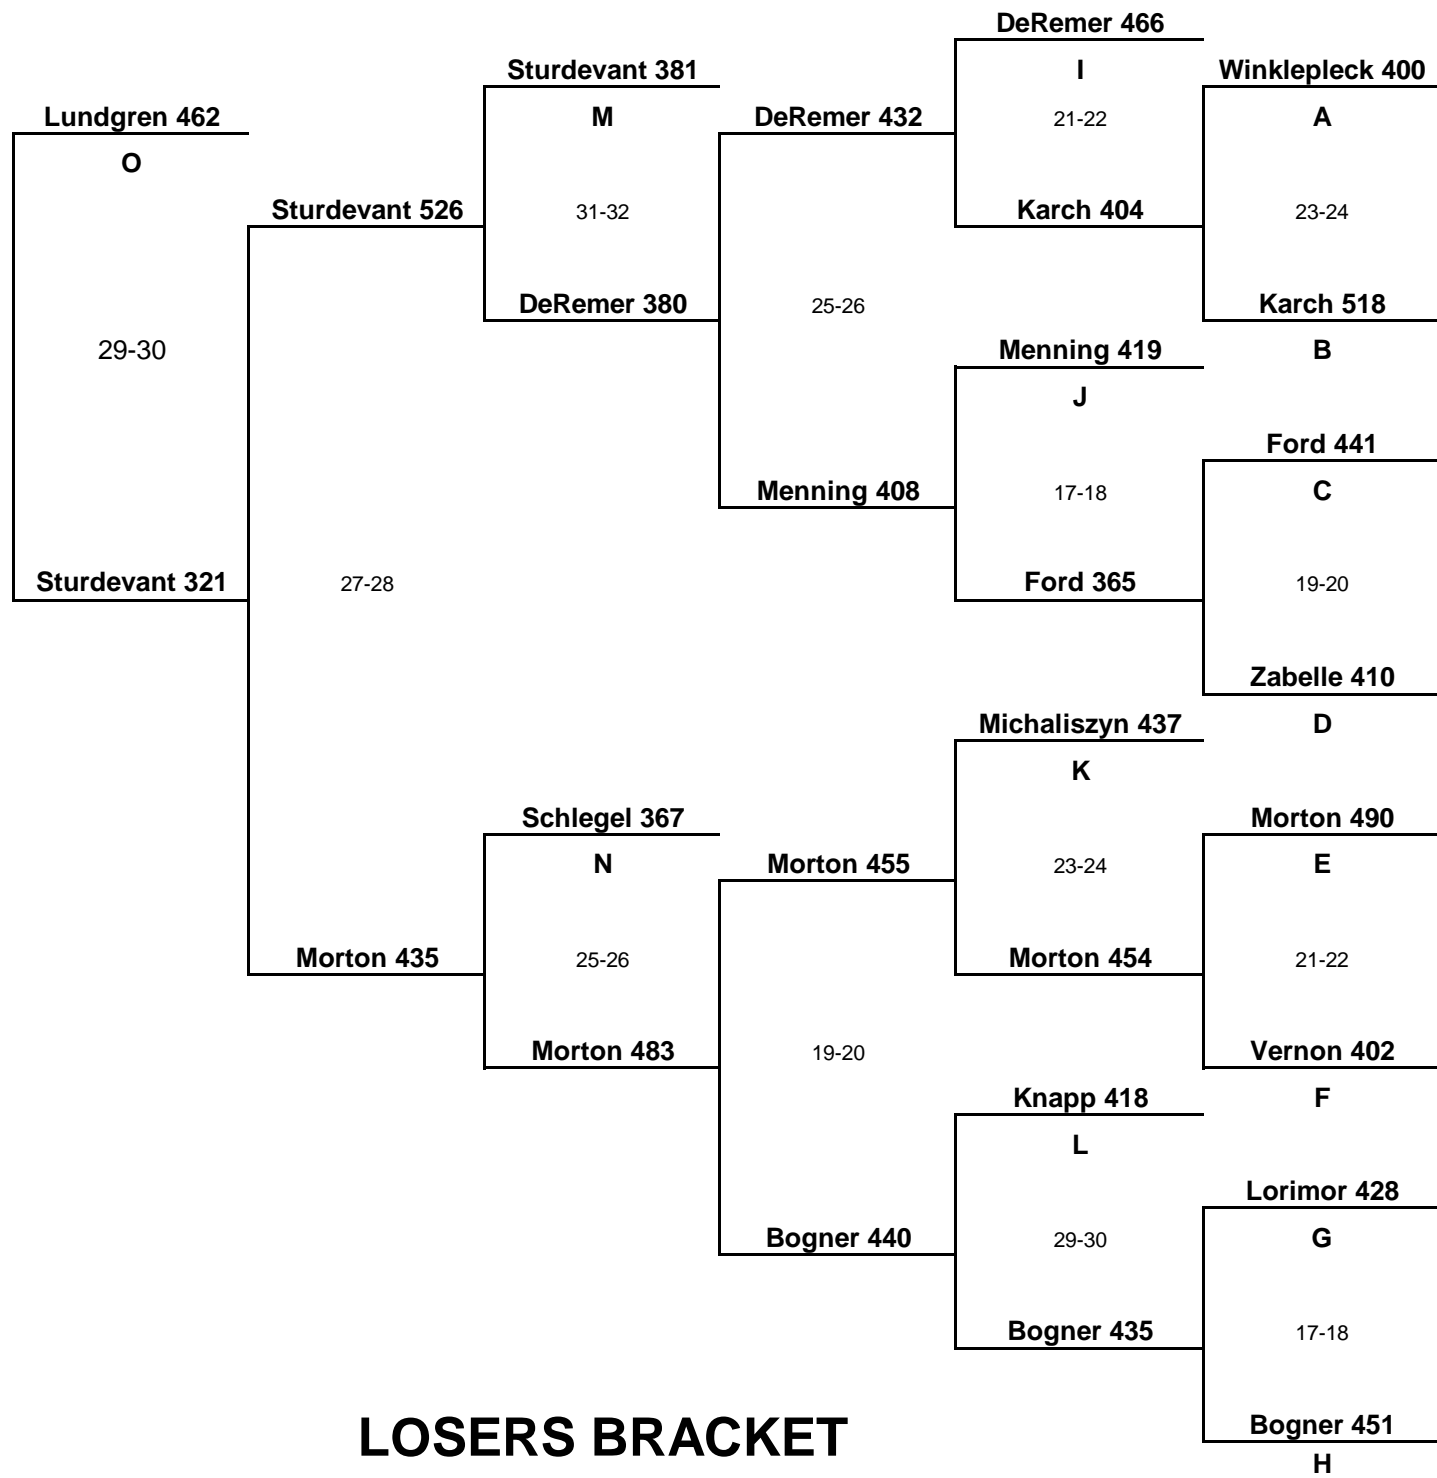 DeRemer 466
Sturdevant 381
I
Winklepleck 400
Lundgren 462
M
DeRemer 432
21-22
A
O
Sturdevant 526
31-32
Karch 404
23-24
DeRemer 380
25-26
Karch 518
29-30
Menning 419
B
J
Ford 441
Menning 408
17-18
C
Sturdevant 321
27-28
Ford 365
19-20
Zabelle 410
Michaliszyn 437
D
K
Schlegel 367
Morton 490
N
Morton 455
23-24
E
Morton 435
25-26
Morton 454
21-22
Morton 483
19-20
Vernon 402
Knapp 418
F
L
Lorimor 428
Bogner 440
29-30
G
Bogner 435
17-18
LOSERS BRACKET
Bogner 451
H